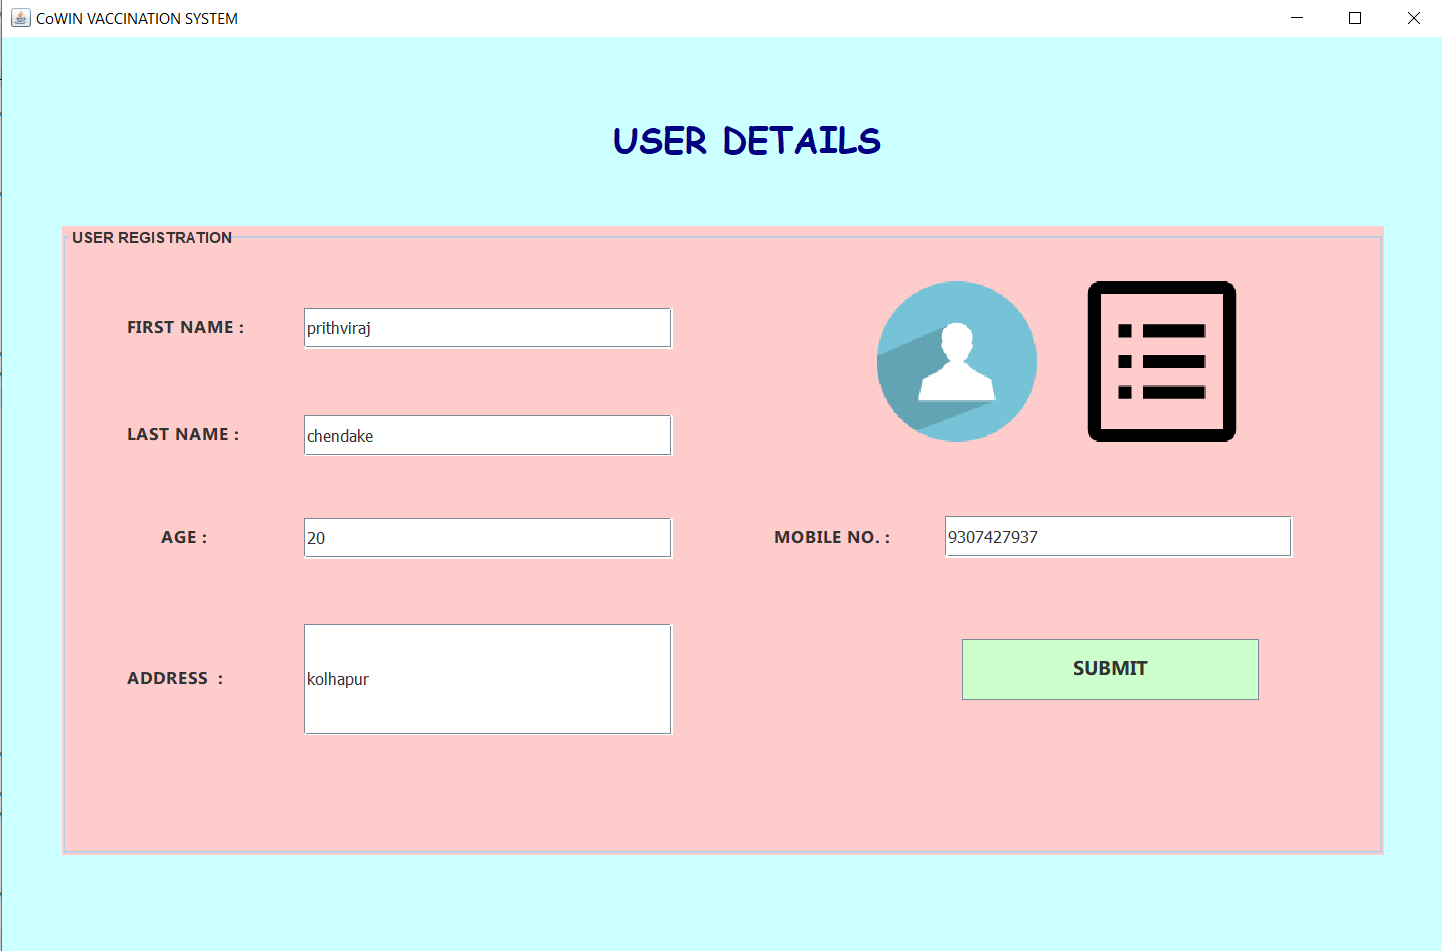 CoWIN VACCINATION SYSTEM
USER DETAILS
USER REGISTRATION
FIRST NAME : prithviraj
LAST NAME : chendake
AGE : 20 MOBILE NO. : 9307427937
ADDRESS : kolhapur SUBMIT